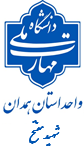 دانشگاه ملی مهارت
واحد استان همدان
شهید مفتح